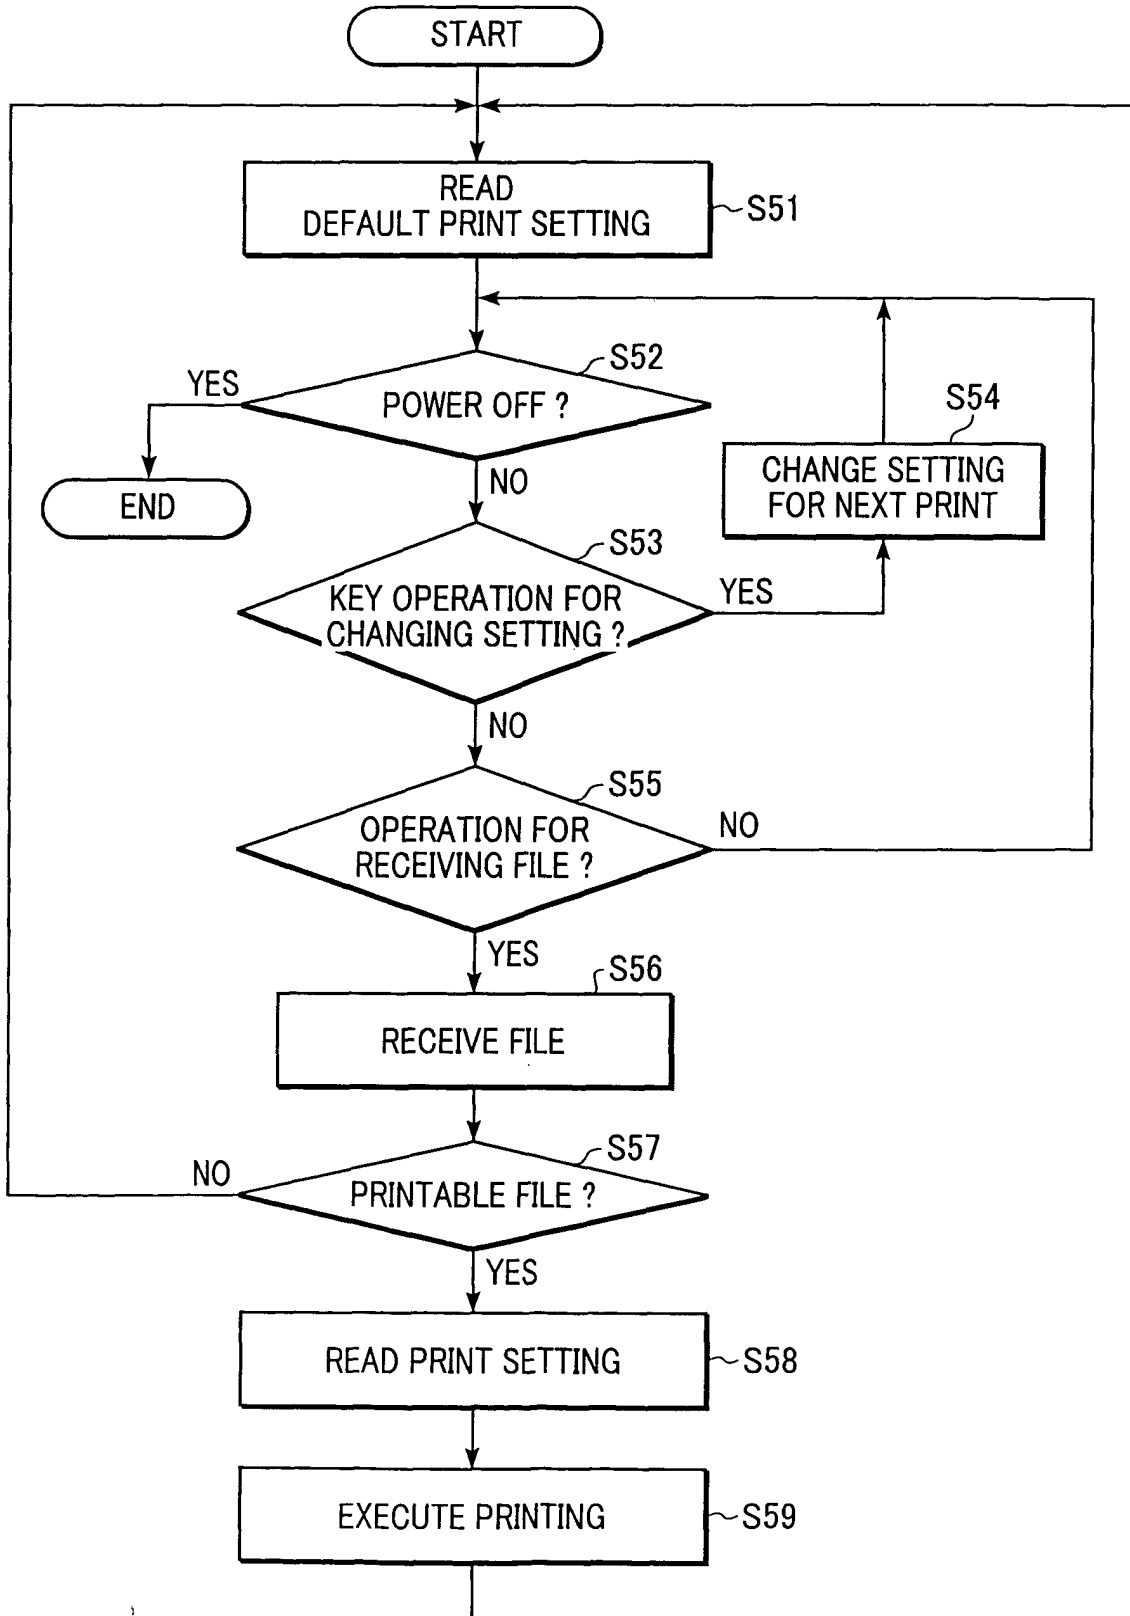 START
READ
DEFAULT PRINT SETTING
S51
S52
YES
POWER OFF ?
S54
CHANGE SETTING
FOR NEXT PRINT
END
NO
S53
KEY OPERATION FOR
CHANGING SETTING ?
YES
NO
S55
OPERATION FOR
RECEIVING FILE ?
NO
YES
S56
RECEIVE FILE
S57
NO
PRINTABLE FILE ?
YES
READ PRINT SETTING
S58
EXECUTE PRINTING
S59